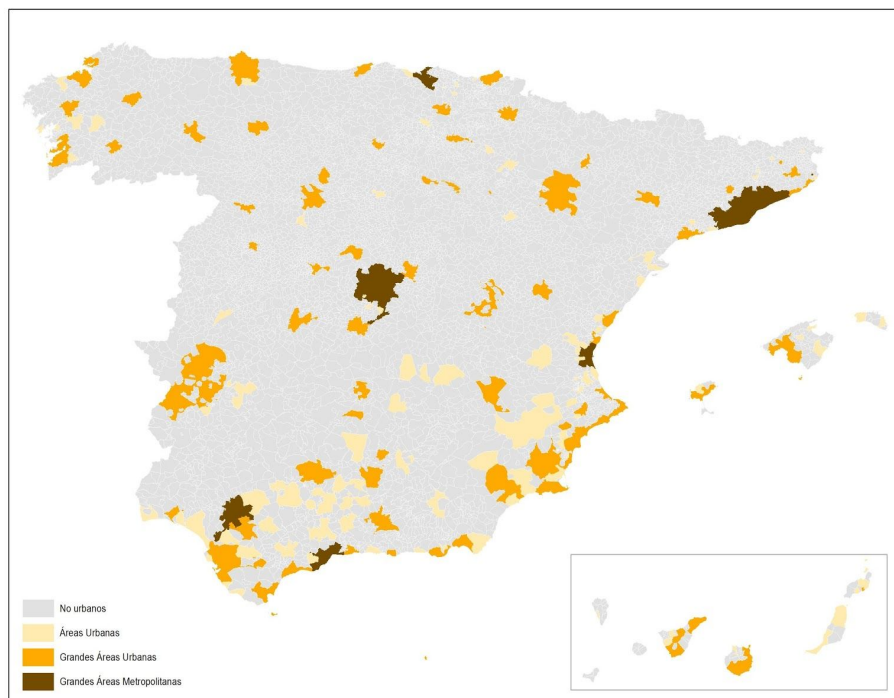 No urbanos
Áreas Urbanas
Grandes Áreas Urbanas
Grandes Áreas Metropolitanas